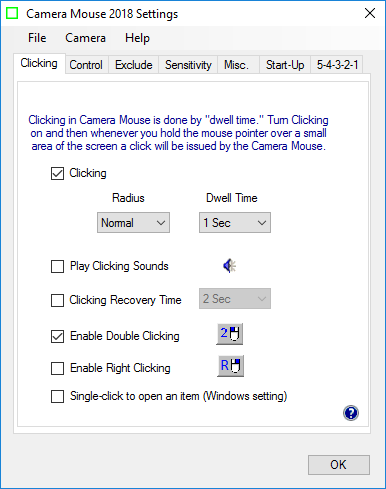 Camera Mouse 2018 Settings
File Camera Help
Clicking Control Exclude Sensitivity Misc. Start-Up 5-4-3-2-1
Clicking in Camera Mouse is done by "dwell time." Turn Clicking
on and then whenever you hold the mouse pointer over a small
area of the screen a click will be issued by the Camera Mouse.
Clicking
Radius Dwell Time
Normal 1 Sec
Play Clicking Sounds
Clicking Recovery Time 2 Sec
Enable Double Clicking 2
Enable Right Clicking R
Single-click to open an item (Windows setting)
?
OK